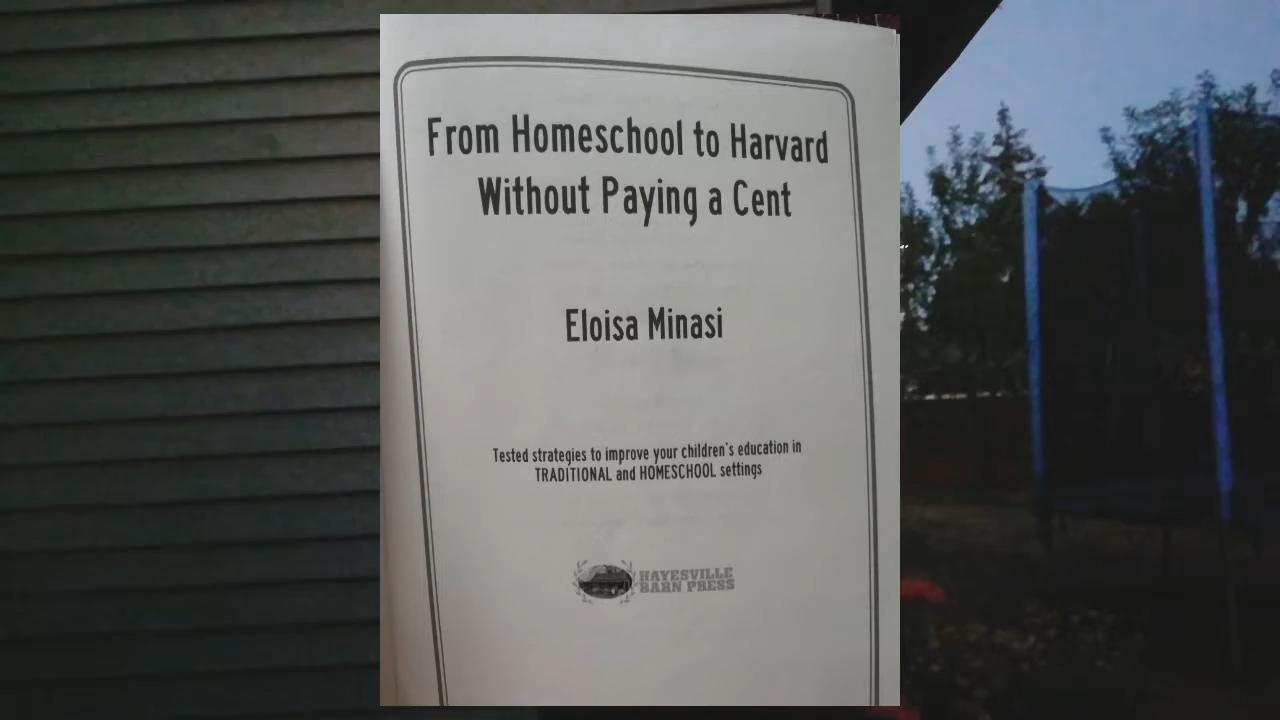 From Homeschool to Harvard
Without Paying a Cent
Eloisa Minasi
Tested strategies to improve your children's education in
TRADITIONAL and HOMESCHOOL settings
HAYESVILLE
BARN PRESS